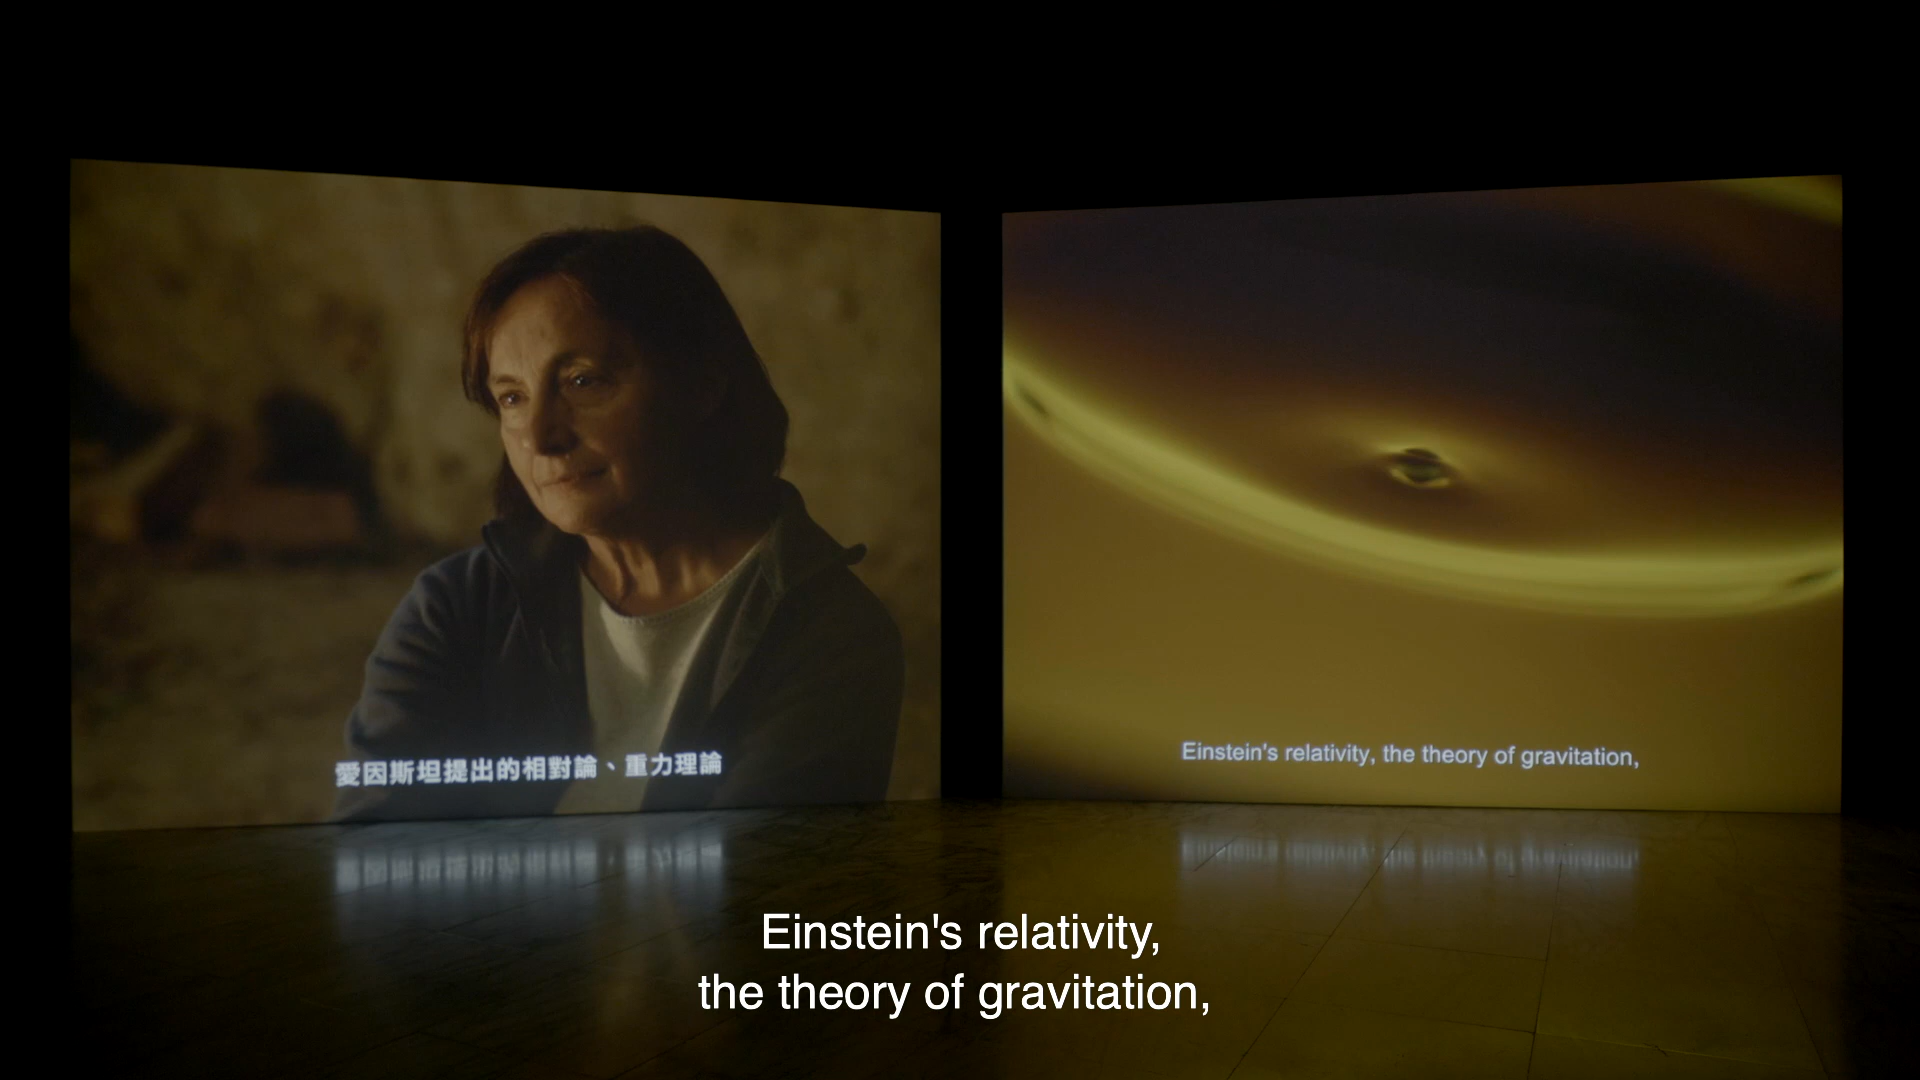 愛因斯坦提出的相對論、重力理論
Einstein's relativity, the theory of gravitation,
Einstein's relativity,
the theory of gravitation,